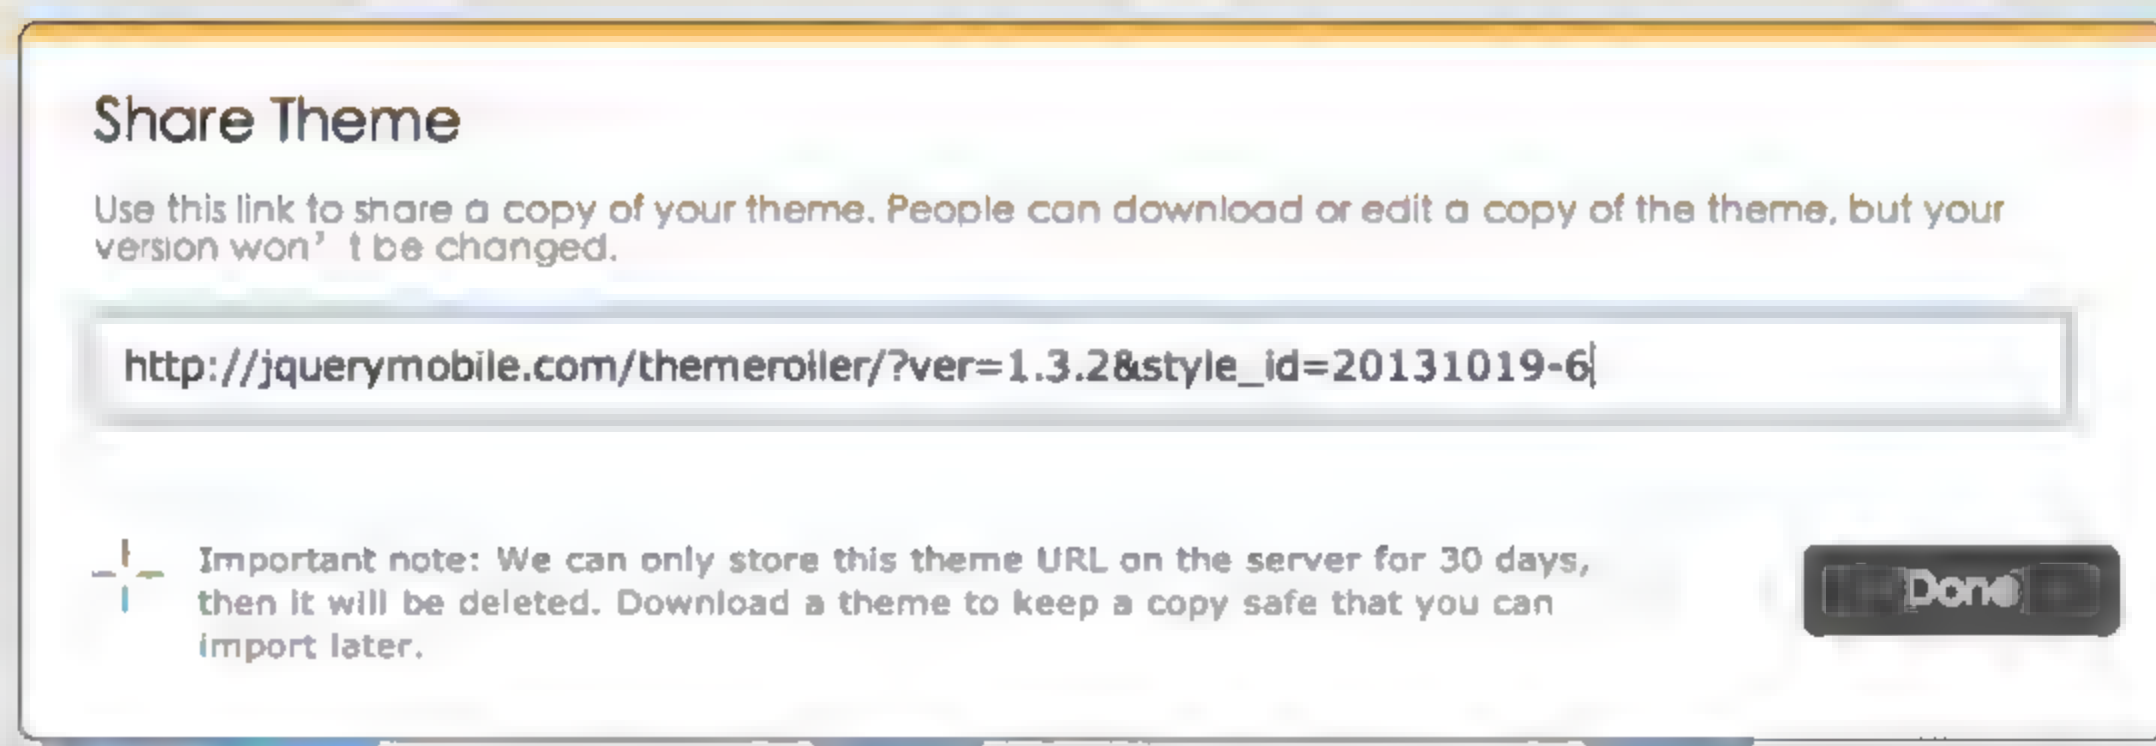 Share Theme
Use this link to share a copy of your theme. People can download or edit a copy of the theme, but your
version won’ t be changed.
http://jquerymobile.com/themeroller/?ver=1.3.2&style_id=20131019-6
Important note: We can only store this theme URL on the server for 30 days,
then it will be deleted. Download a theme to keep a copy safe that you can
import later.
Done